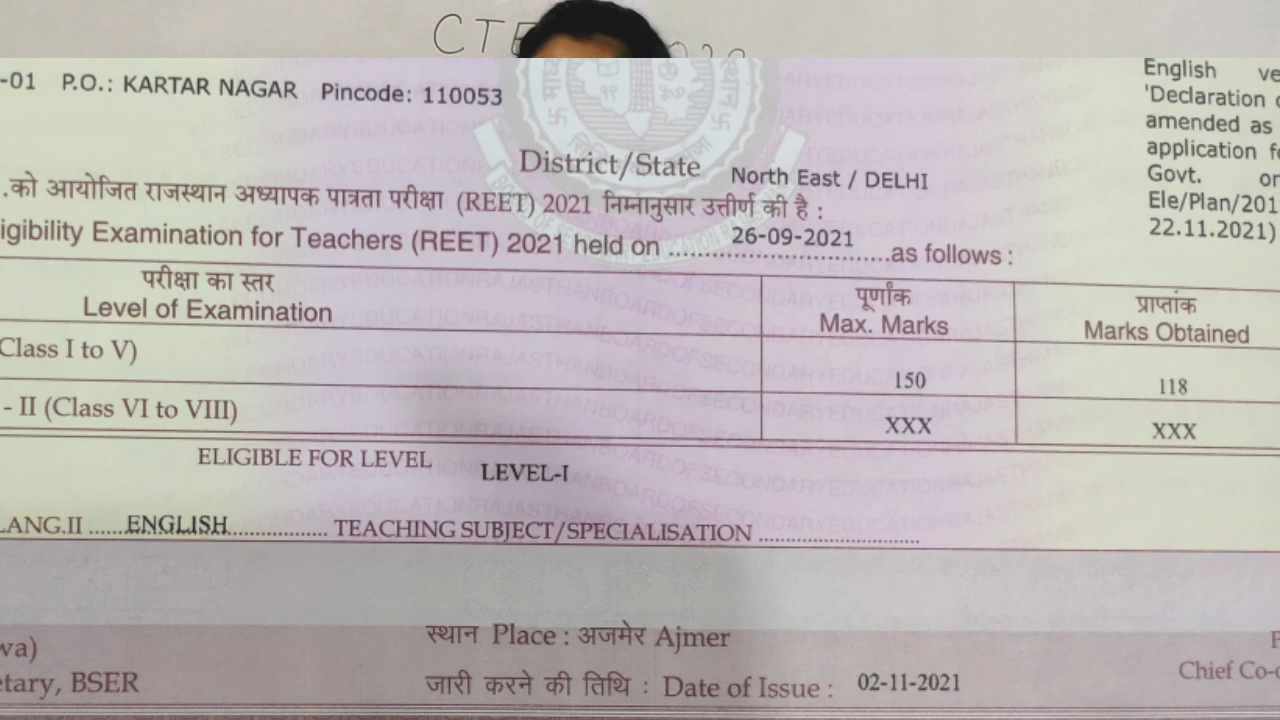 -01 P.O.: KARTAR NAGAR Pincode: 110053
District/State North East / DELHI
.को आयोजित राजस्थान अध्यापक पात्रता परीक्षा (REET) 2021 निम्नानुसार उत्तीर्ण की है :
igibility Examination for Teachers (REET) 2021 held on 26-09-2021 as follows :
English ve
'Declaration
amended as
application f
Govt. or
Ele/Plan/201
22.11.2021)
परीक्षा का स्तर पूर्णांक प्राप्तांक
Level of Examination Max. Marks Marks Obtained
Class I to V) 150 118
- II (Class VI to VIII) XXX XXX
ELIGIBLE FOR LEVEL LEVEL-I
LANG.II ......ENGLISH.................. TEACHING SUBJECT/SPECIALISATION ..............................
स्थान Place : अजमेर Ajmer
wa)
etary, BSER
जारी करने की तिथि : Date of Issue : 02-11-2021
Chief Co-